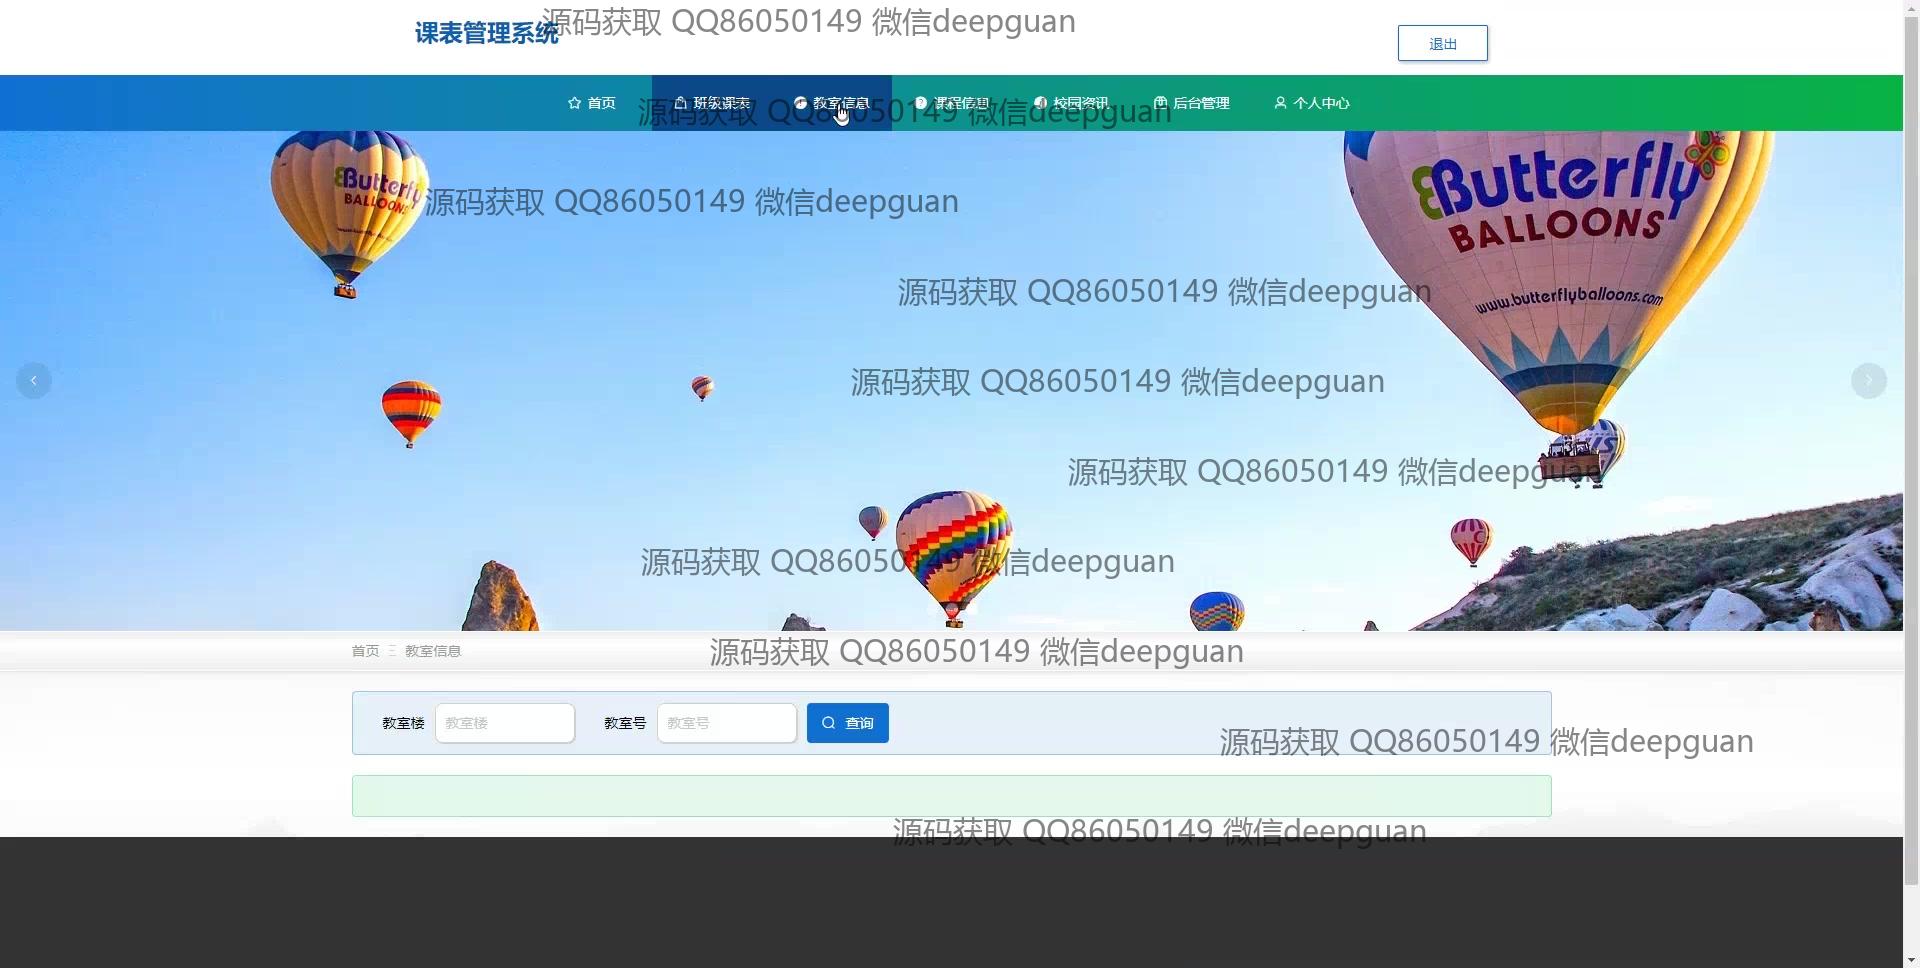 课表管理系统
源码获取 QQ86050149 微信deepguan
退出
首页
班级课表
教室信息
课程信息
校园资讯
后台管理
个人中心
源码获取 QQ86050149 微信deepguan
Butterfly
BALLOONS
Butterfly
BALLOONS
www.butterflyballoons.com
源码获取 QQ86050149 微信deepguan
源码获取 QQ86050149 微信deepguan
源码获取 QQ86050149 微信deepguan
源码获取 QQ86050149 微信deepguan
源码获取 QQ86050149 微信deepguan
首页 教室信息
源码获取 QQ86050149 微信deepguan
教室楼 教室楼 教室号 教室号 查询
源码获取 QQ86050149 微信deepguan
源码获取 QQ86050149 微信deepguan